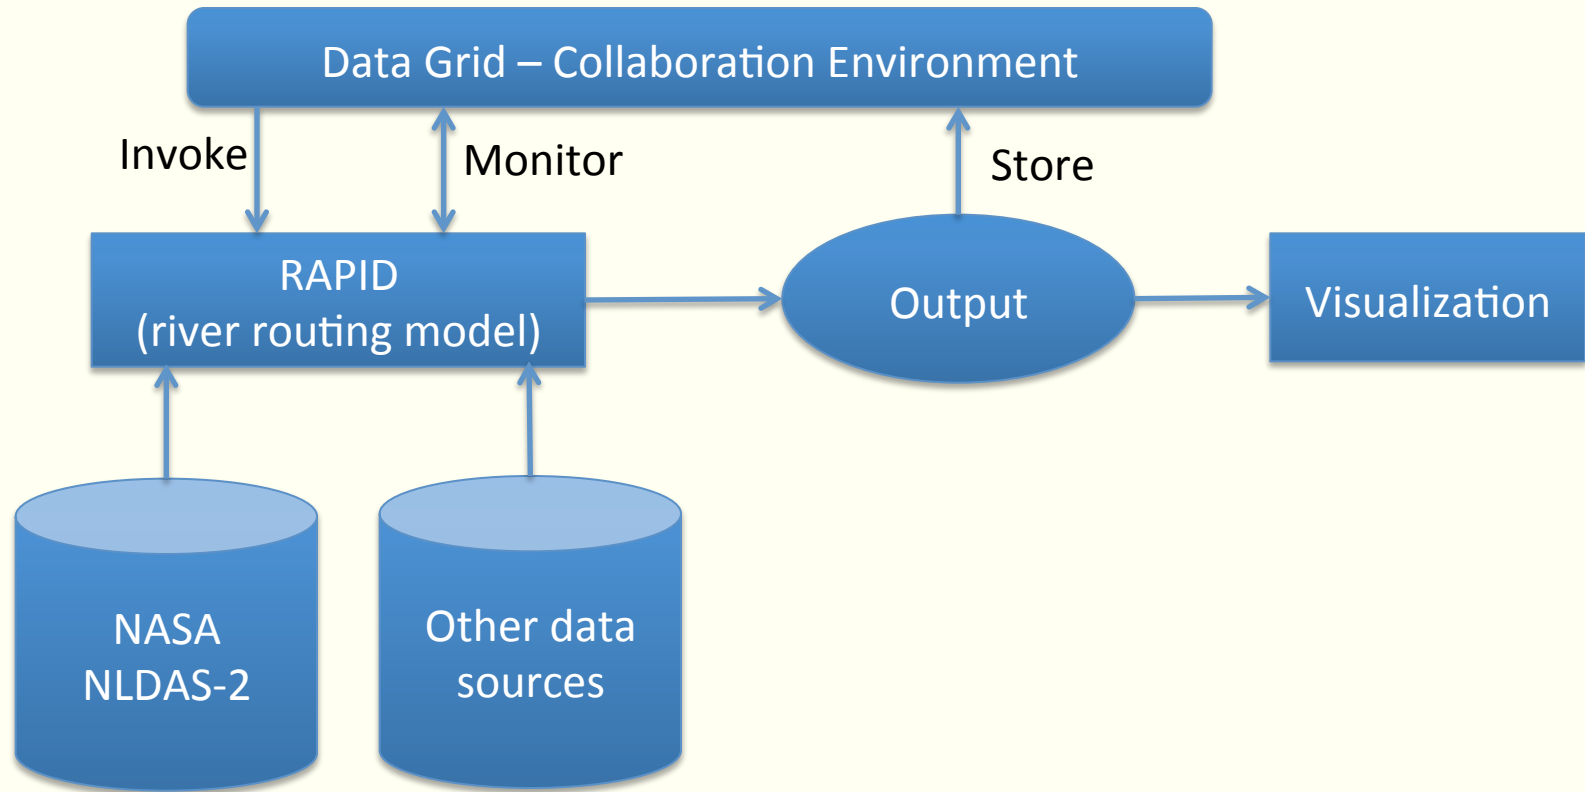 Data Grid – Collaboration Environment
Invoke
Monitor
Store
RAPID
(river routing model)
Output
Visualization
NASA
NLDAS-2
Other data
sources